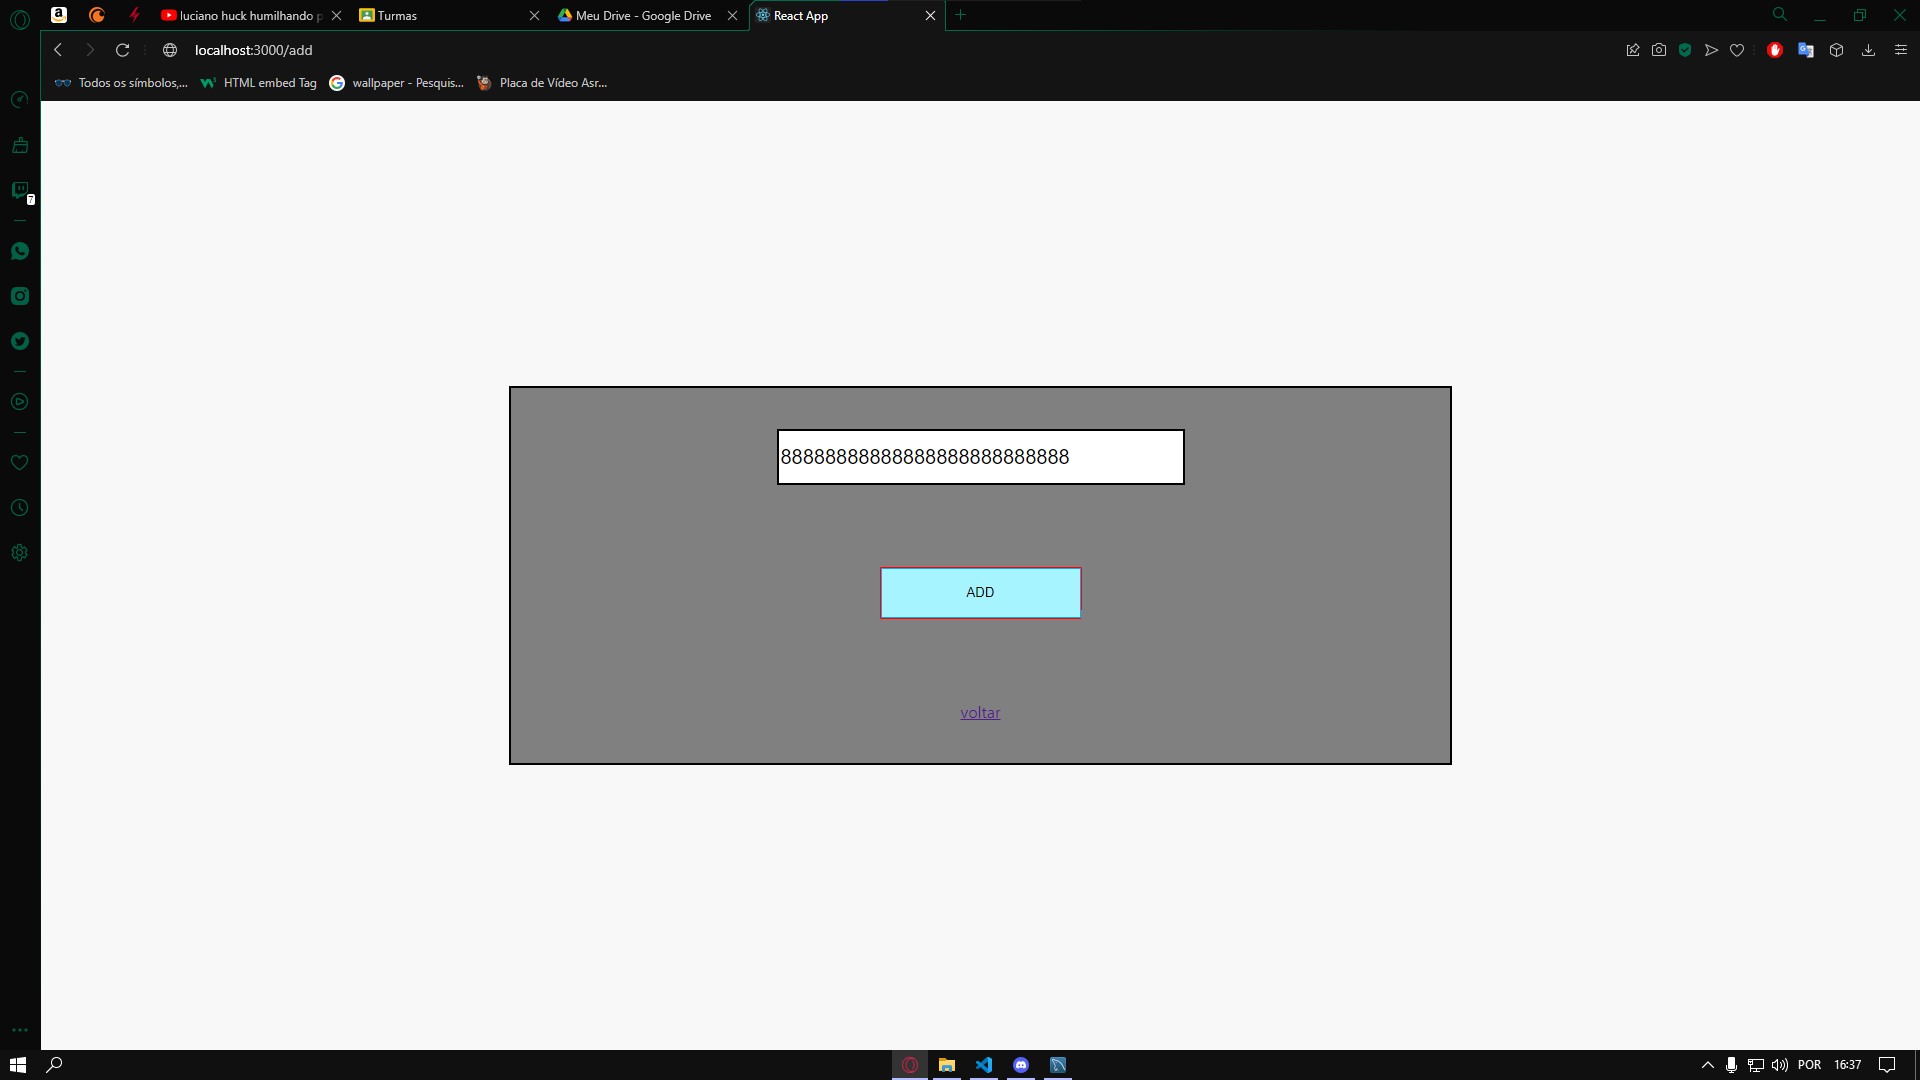 luciano huck humilhando p
Turmas
Meu Drive - Google Drive
React App
localhost:3000/add
Todos os símbolos,...
HTML embed Tag
wallpaper - Pesquis...
Placa de Vídeo Asr...
7
88888888888888888888888888
ADD
voltar
POR
16:37